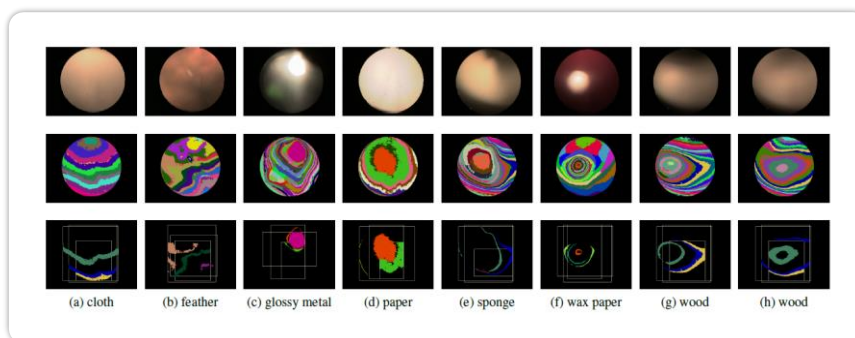 (a) cloth (b) feather (c) glossy metal (d) paper (e) sponge (f) wax paper (g) wood (h) wood